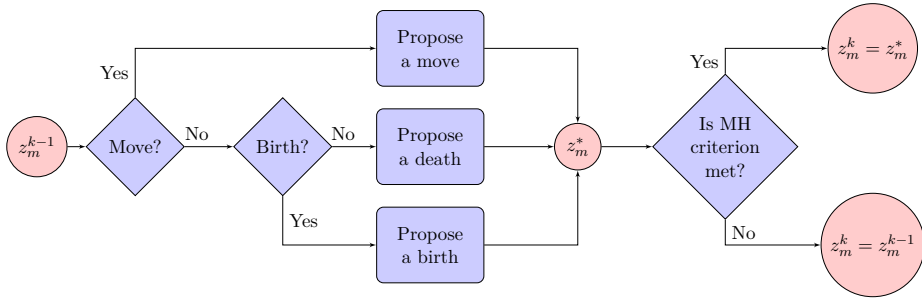 $z_m^{k-1}$
Move?
Yes
No
Birth?
No
Yes
Propose
a move
Propose
a death
Propose
a birth
$z_m^*$
Is MH
criterion
met?
Yes
No
$z_m^k = z_m^*$
$z_m^k = z_m^{k-1}$